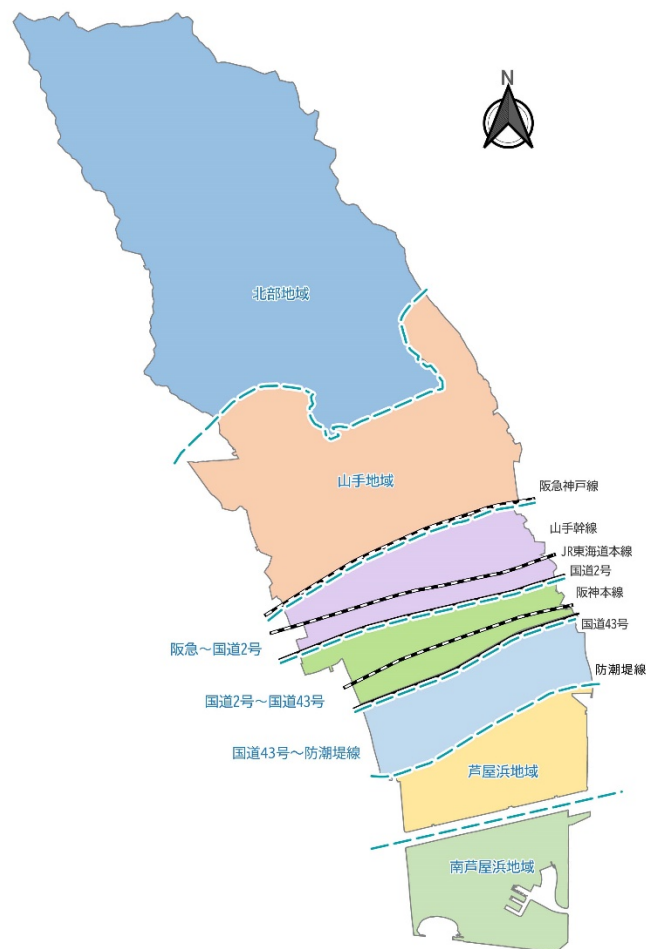 N
北部地域
山手地域
阪急神戸線
山手幹線
JR東海道本線
国道2号
阪神本線
国道43号
阪急～国道2号
国道2号～国道43号
防潮堤線
国道43号～防潮堤線
芦屋浜地域
南芦屋浜地域